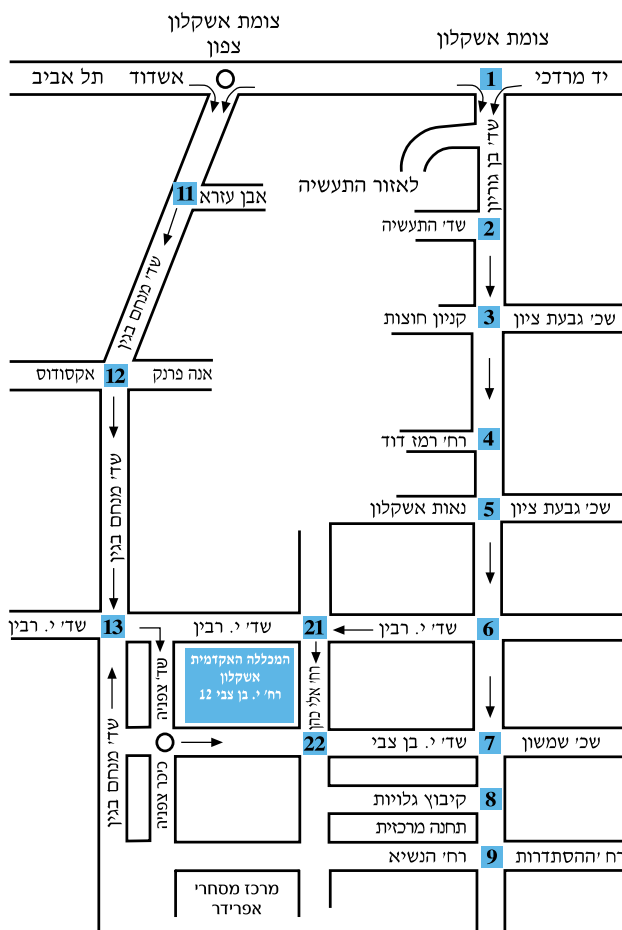 צומת אשקלון
צפון
צומת אשקלון
תל אביב
אשדוד
1
יד מרדכי
שד' בן גוריון
לאזור התעשיה
11
אבן עזרא
שד' התעשיה
2
שד' מנחם בגין
קניון חוצות
3
שכ' גבעת ציון
אקסודוס
12
אנה פרנק
רח' רמז דוד
4
שד' מנחם בגין
נאות אשקלון
5
שכ' גבעת ציון
שד' י. רבין
13
שד' י. רבין
21
שד' י. רבין
6
שד' צפניה
המכללה האקדמית
אשקלון
רח' י. בן צבי 12
רח' אלי כהן
שד' מנחם בגין
כיכר צפניה
22
שד' י. בן צבי
7
שכ' שמשון
קיבוץ גלויות
8
תחנה מרכזית
רח' הנשיא
9
רח' ההסתדרות
מרכז מסחרי
אפרידר